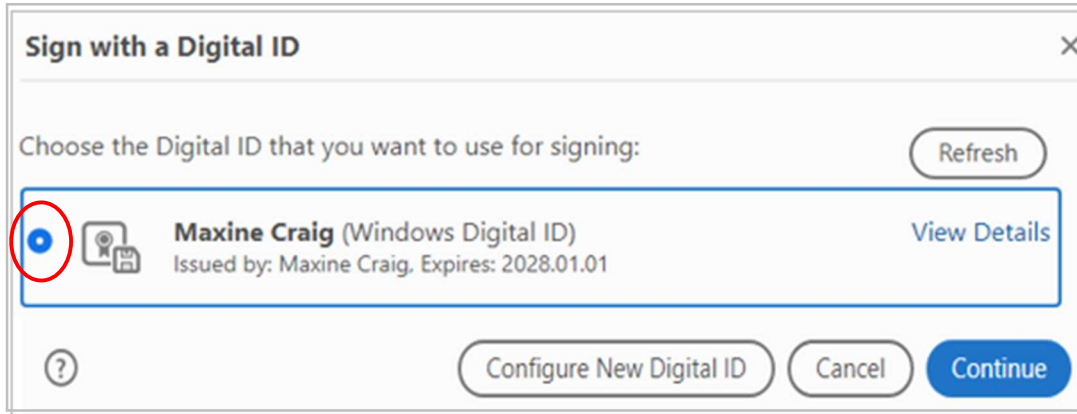 Sign with a Digital ID
Choose the Digital ID that you want to use for signing:
Refresh
Maxine Craig (Windows Digital ID)
View Details
Issued by: Maxine Craig, Expires: 2028.01.01
?
Configure New Digital ID
Cancel
Continue